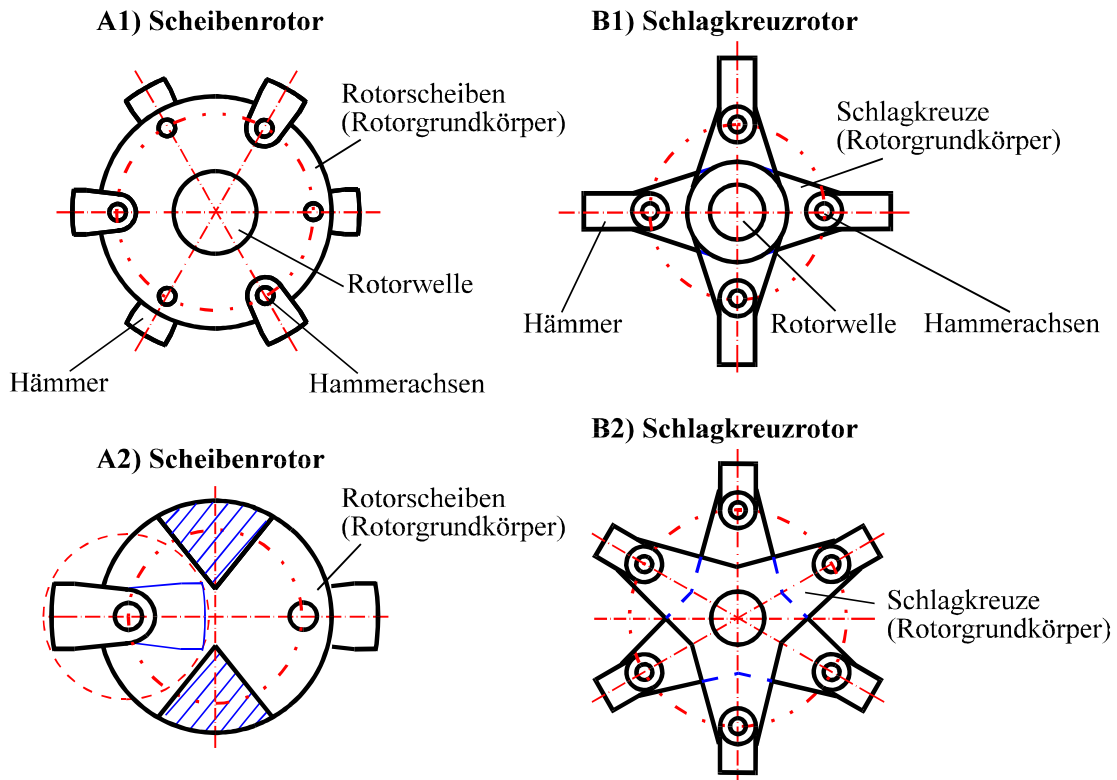 A1) Scheibenrotor
Rotorscheiben
(Rotorgrundkörper)
Rotorwelle
Hämmer
Hammerachsen
B1) Schlagkreuzrotor
Schlagkreuze
(Rotorgrundkörper)
Hämmer
Rotorwelle
Hammerachsen
A2) Scheibenrotor
Rotorscheiben
(Rotorgrundkörper)
B2) Schlagkreuzrotor
Schlagkreuze
(Rotorgrundkörper)